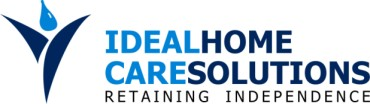 IDEALHOME
CARESOLUTIONS
RETAINING INDEPENDENCE